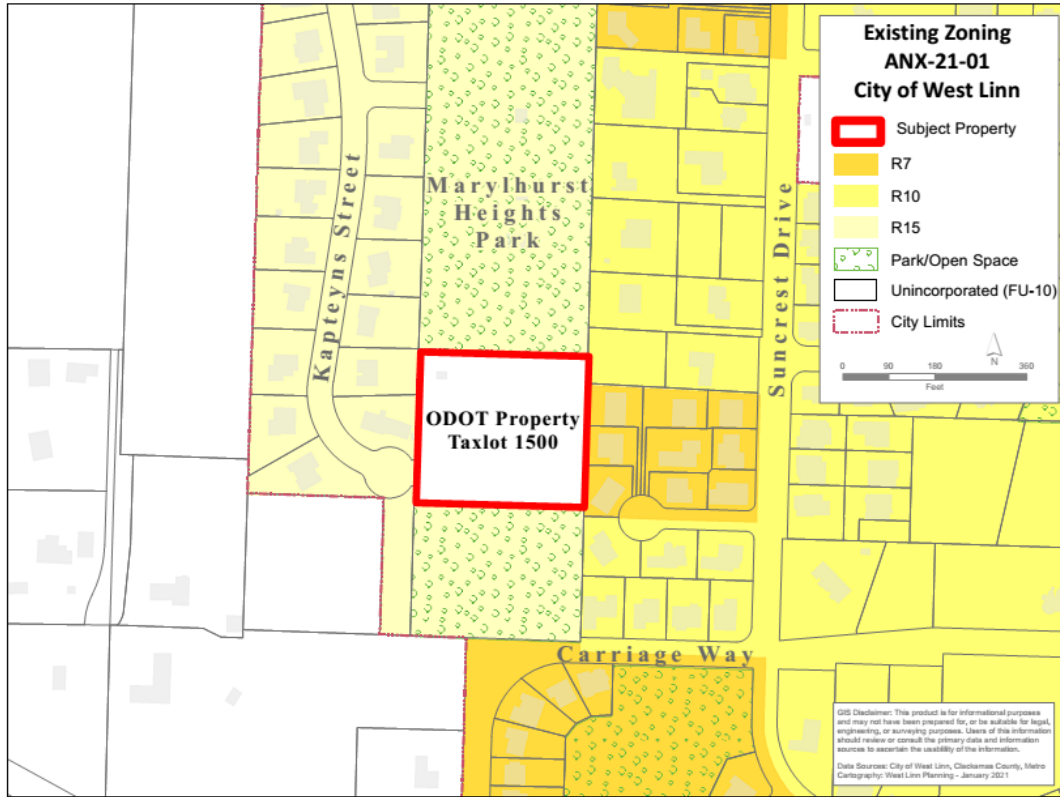 Existing Zoning
ANX-21-01
City of West Linn
Subject Property
R7
R10
R15
Park/Open Space
Unincorporated (FU-10)
City Limits
N
0 90 180 360
Feet
Marylhurst
Heights
Park
Kapteyns Street
Suncrest Drive
ODOT Property
Taxlot 1500
Carriage Way
GIS Disclaimer: This product is for informational purposes
and may not have been prepared for, or be suitable for legal,
engineering, or surveying purposes. Users of this information
should review or consult the primary data and information
sources to ascertain the usability of the information.
Data Sources: City of West Linn, Clackamas County, Metro
Cartography: West Linn Planning - January 2021